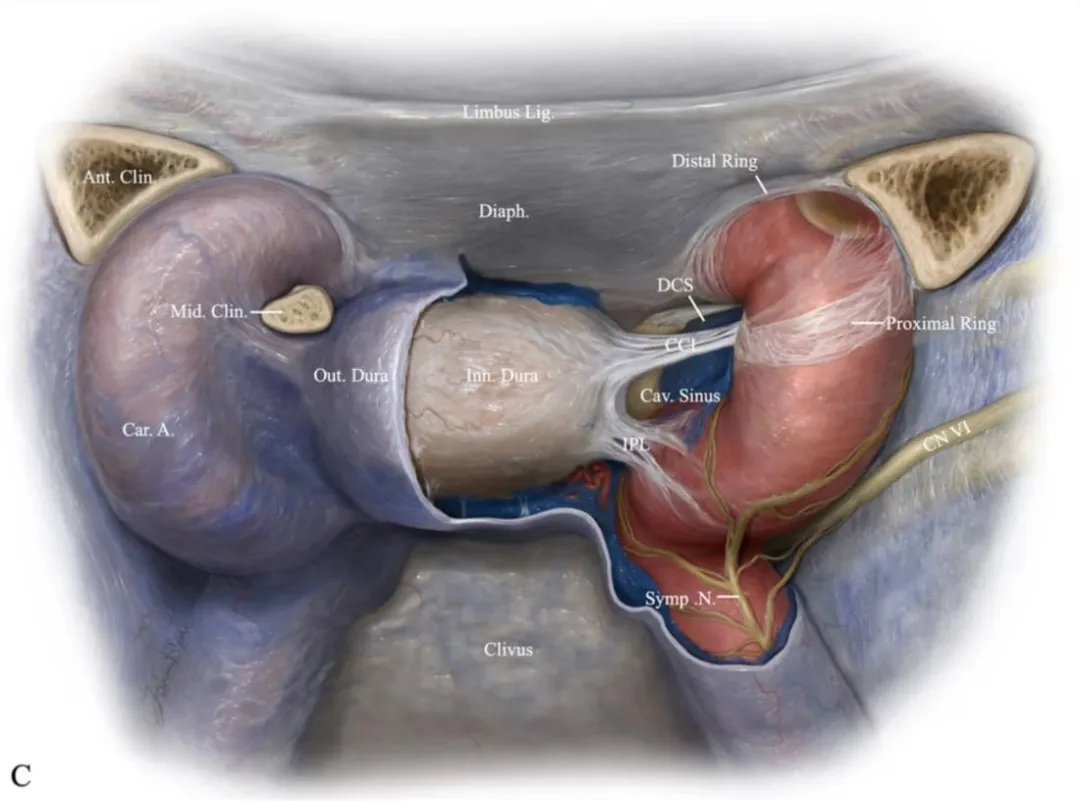 Limbus Lig.
Distal Ring
Ant. Clin.
Diaph.
DCS
Mid. Clin.
Proximal Ring
CCL
Out. Dura
Inn. Dura
Cav. Sinus
Car. A.
IPL
CN VI
Symp .N.
Clivus
C